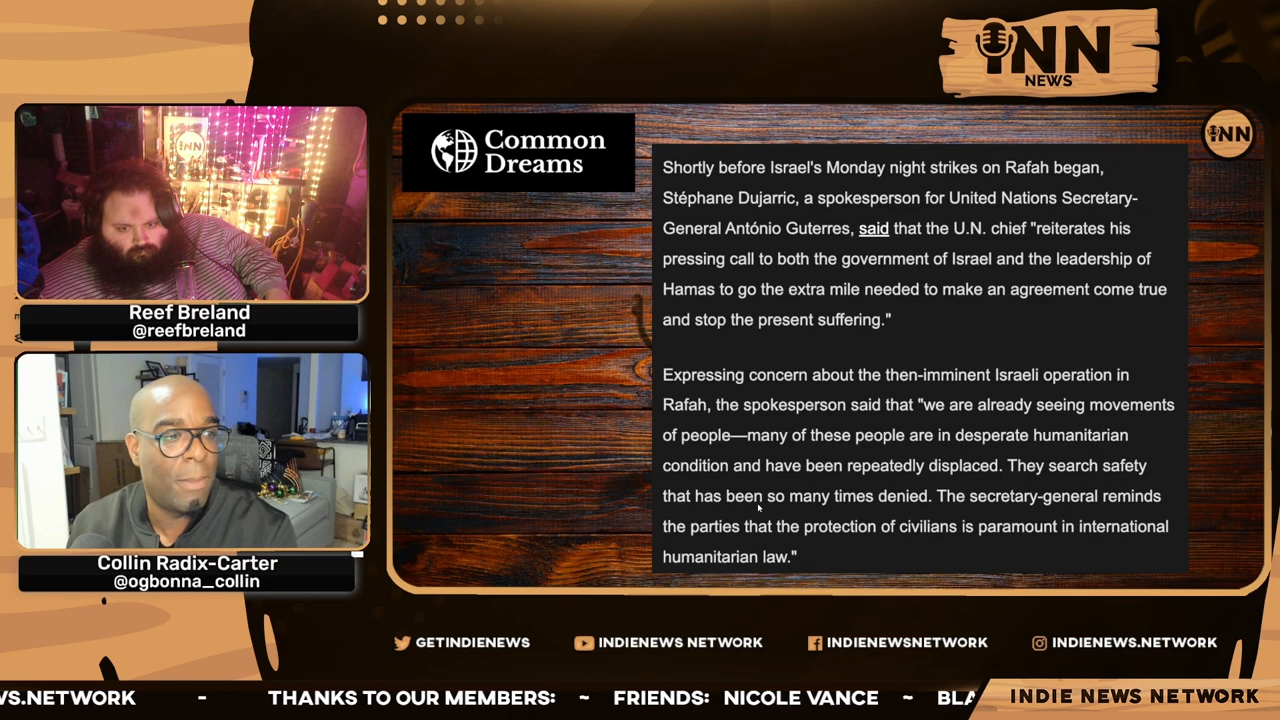 iNN
NEWS
Common
Dreams
iNN
Shortly before Israel's Monday night strikes on Rafah began,
Stéphane Dujarric, a spokesperson for United Nations Secretary-
General António Guterres, said that the U.N. chief "reiterates his
pressing call to both the government of Israel and the leadership of
Hamas to go the extra mile needed to make an agreement come true
and stop the present suffering."
Expressing concern about the then-imminent Israeli operation in
Rafah, the spokesperson said that "we are already seeing movements
of people—many of these people are in desperate humanitarian
condition and have been repeatedly displaced. They search safety
that has been so many times denied. The secretary-general reminds
the parties that the protection of civilians is paramount in international
humanitarian law."
iNN
Reef Breland
@reefbreland
Collin Radix-Carter
@ogbonna_collin
GETINDIENEWS
INDIENEWS NETWORK
INDIENEWSNETWORK
INDIENEWS.NETWORK
WS.NETWORK - THANKS TO OUR MEMBERS: ~ FRIENDS: NICOLE VANCE ~ BLA
INDIE NEWS NETWORK